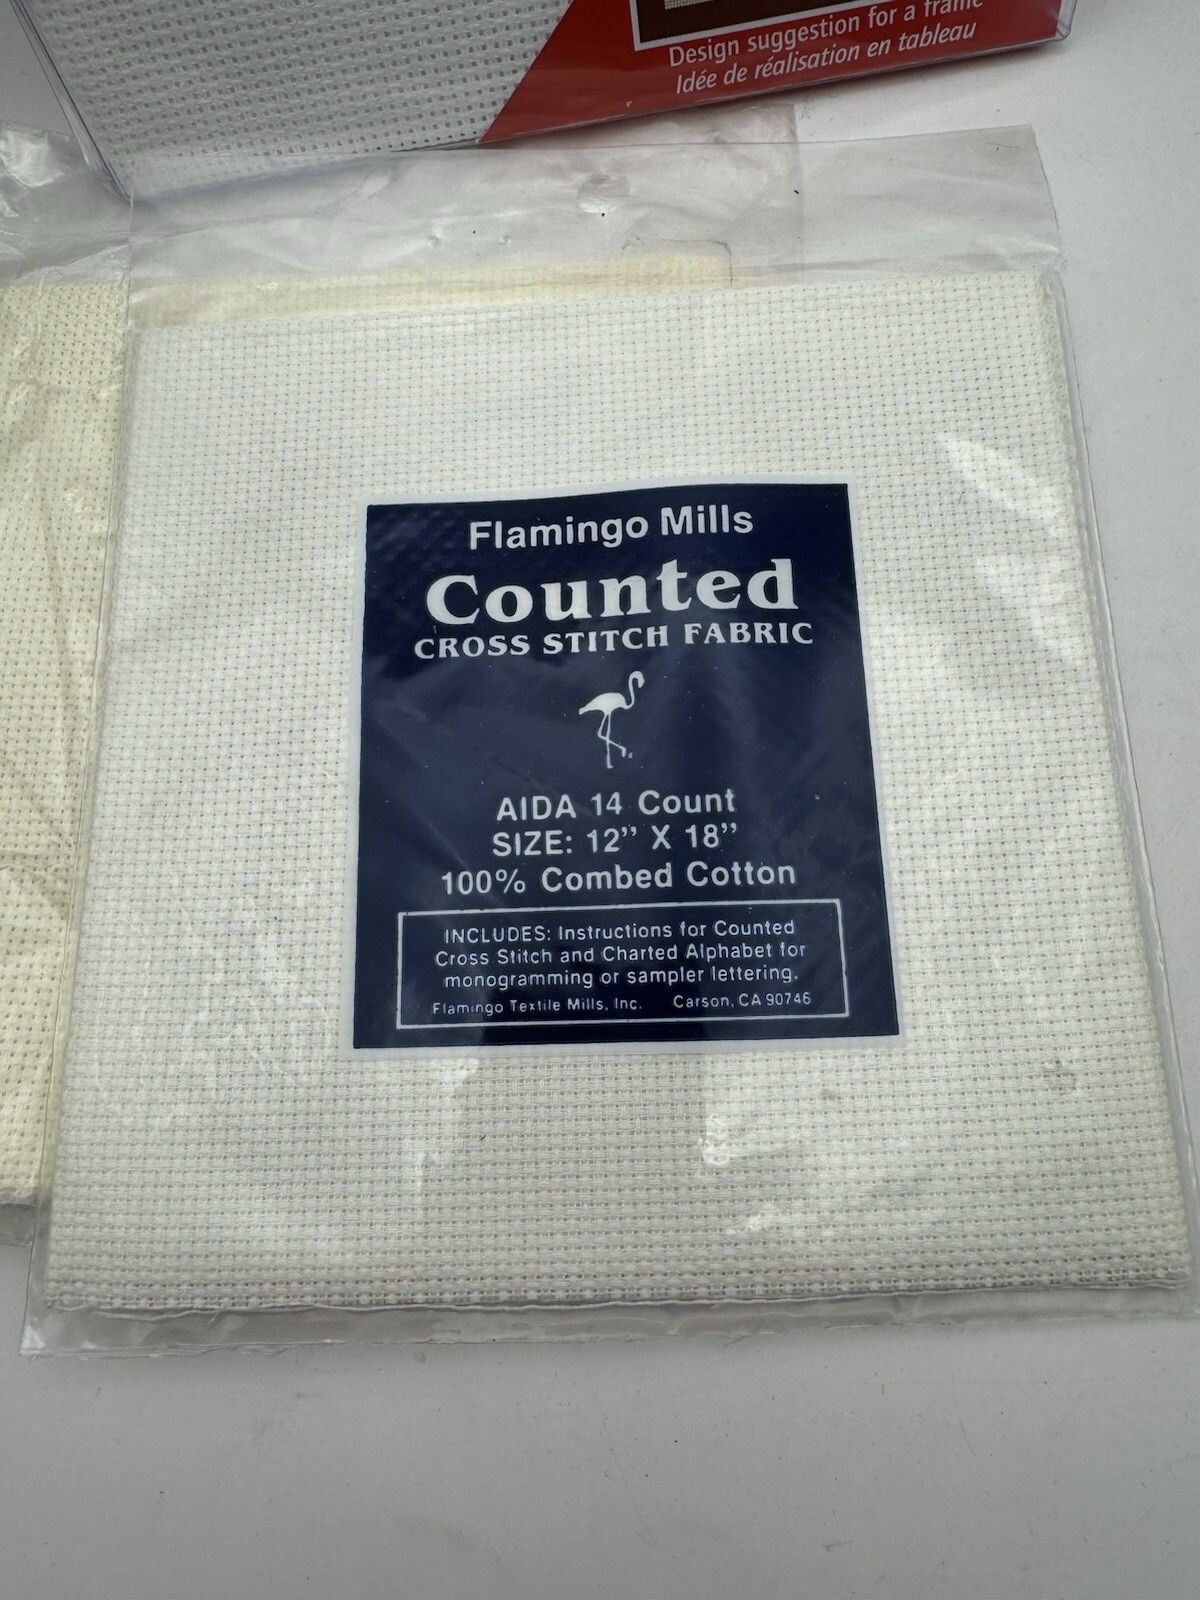 Design suggestion for a frame
Idée de réalisation en tableau
Flamingo Mills
Counted
CROSS STITCH FABRIC
AIDA 14 Count
SIZE: 12” X 18”
100% Combed Cotton
INCLUDES: Instructions for Counted
Cross Stitch and Charted Alphabet for
monogramming or sampler lettering.
Flamingo Textile Mills, Inc. Carson, CA 90746